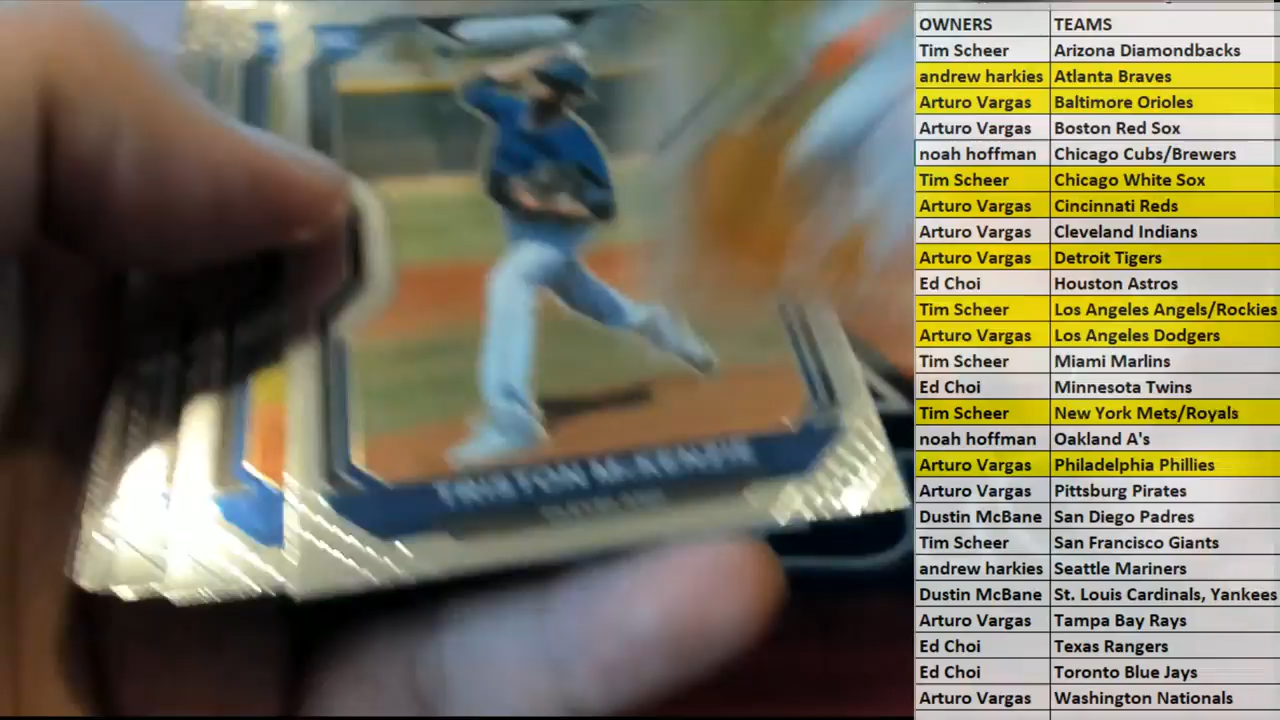 TRISTON MCKENZIE
OWNERS TEAMS
Tim Scheer Arizona Diamondbacks
andrew harkies Atlanta Braves
Arturo Vargas Baltimore Orioles
Arturo Vargas Boston Red Sox
noah hoffman Chicago Cubs/Brewers
Tim Scheer Chicago White Sox
Arturo Vargas Cincinnati Reds
Arturo Vargas Cleveland Indians
Arturo Vargas Detroit Tigers
Ed Choi Houston Astros
Tim Scheer Los Angeles Angels/Rockies
Arturo Vargas Los Angeles Dodgers
Tim Scheer Miami Marlins
Ed Choi Minnesota Twins
Tim Scheer New York Mets/Royals
noah hoffman Oakland A's
Arturo Vargas Philadelphia Phillies
Arturo Vargas Pittsburg Pirates
Dustin McBane San Diego Padres
Tim Scheer San Francisco Giants
andrew harkies Seattle Mariners
Dustin McBane St. Louis Cardinals, Yankees
Arturo Vargas Tampa Bay Rays
Ed Choi Texas Rangers
Ed Choi Toronto Blue Jays
Arturo Vargas Washington Nationals